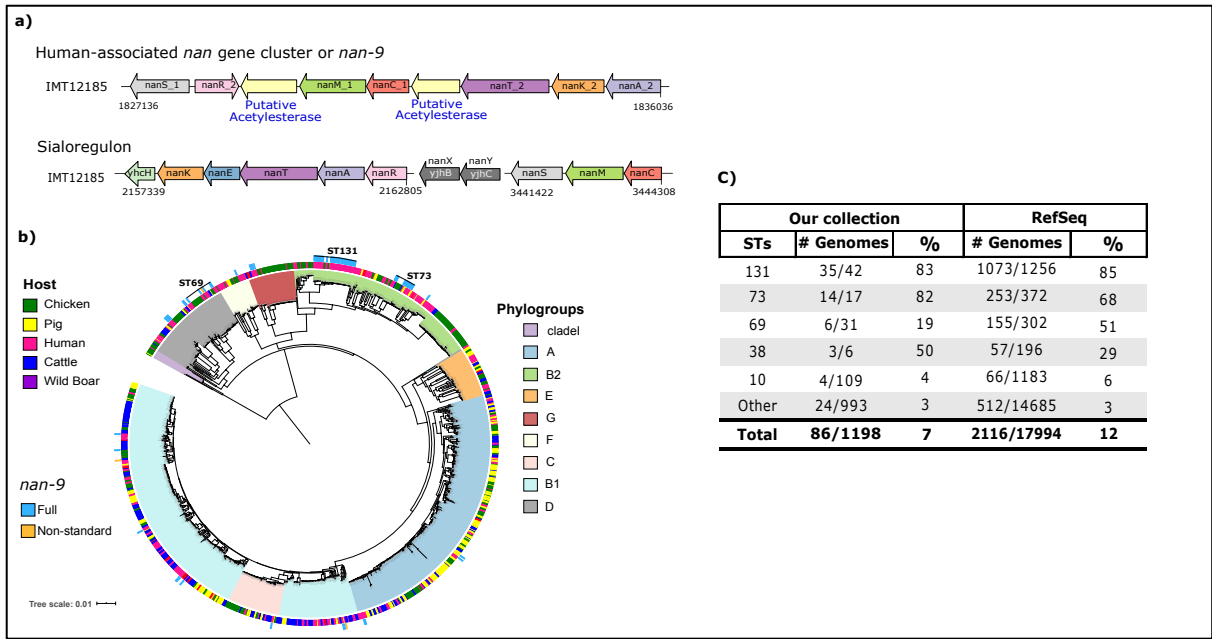 a)
Human-associated nan gene cluster or nan-9
IMT12185
nanS_1 nanR_2 nanM_1 nanC_1 nanT_2 nanK_2 nanA_2
1827136 1836036
Putative Acetylesterase
Putative Acetylesterase
Sialoregulon
IMT12185
nanX nanY
yhcH nanK nanE nanT nanA nanR yjhB yjhC nanS nanM nanC
2157339 2162805 3441422 3444308
b)
ST131
ST73
ST69
Host
Chicken
Pig
Human
Cattle
Wild Boar
nan-9
Full
Non-standard
Tree scale: 0.01
Phylogroups
cladeI
A
B2
E
G
F
C
B1
D
C)
Our collection RefSeq
STs # Genomes % # Genomes %
131 35/42 83 1073/1256 85
73 14/17 82 253/372 68
69 6/31 19 155/302 51
38 3/6 50 57/196 29
10 4/109 4 66/1183 6
Other 24/993 3 512/14685 3
Total 86/1198 7 2116/17994 12